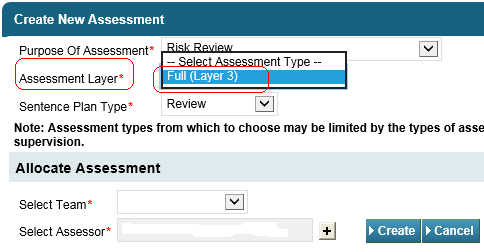 Create New Assessment
Purpose Of Assessment* Risk Review
-- Select Assessment Type --
Assessment Layer* Full (Layer 3)
Sentence Plan Type* Review
Note: Assessment types from which to choose may be limited by the types of asse
supervision.
Allocate Assessment
Select Team*
Select Assessor* + Create Cancel